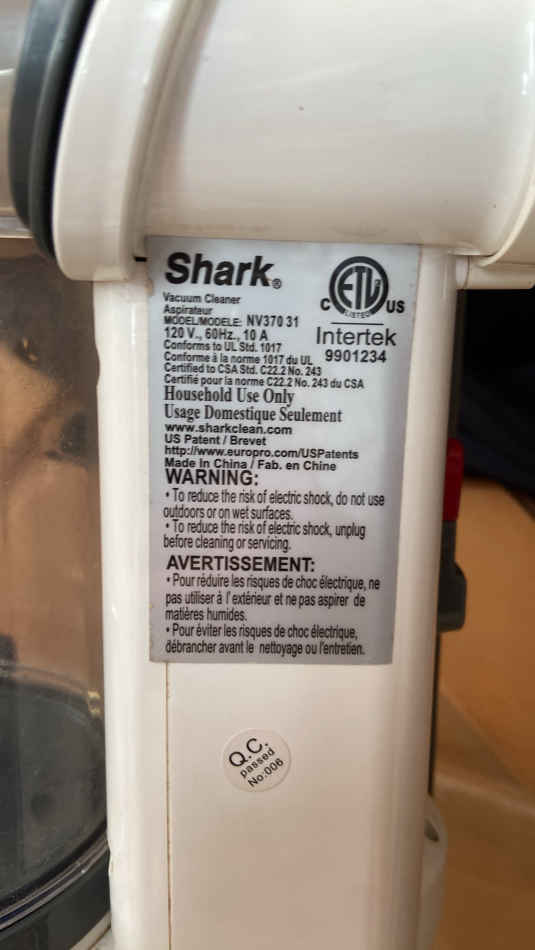 Shark®
Vacuum Cleaner
Aspirateur
MODEL/MODELE: NV370 31
120 V., 60Hz., 10 A
Conforms to UL Std. 1017
Conforme à la norme 1017 du UL
Certified to CSA Std. C22.2 No. 243
Certifié pour la norme C22.2 No. 243 du CSA
Household Use Only
Usage Domestique Seulement
www.sharkclean.com
US Patent / Brevet
http://www.europro.com/USPatents
Made In China / Fab. en Chine
C ETL US
LISTED
Intertek
9901234
WARNING:
• To reduce the risk of electric shock, do not use
outdoors or on wet surfaces.
• To reduce the risk of electric shock, unplug
before cleaning or servicing.
AVERTISSEMENT:
• Pour réduire les risques de choc électrique, ne
pas utiliser à l'extérieur et ne pas aspirer de
matières humides.
• Pour éviter les risques de choc électrique,
débrancher avant le nettoyage ou l'entretien.
Q.C.
passed
No:006